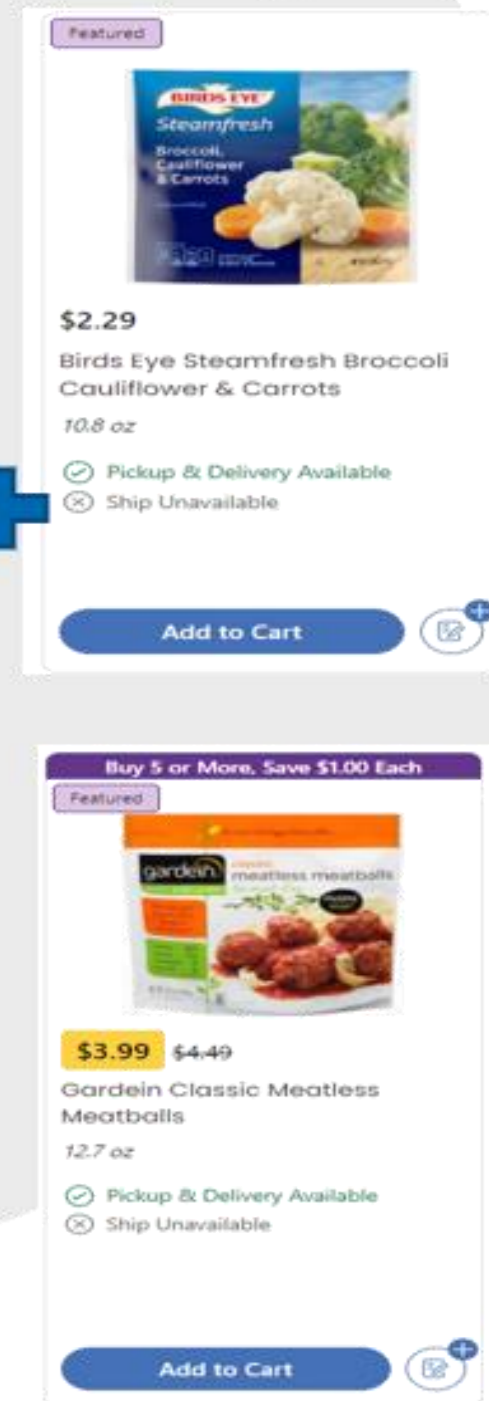 Featured
BIRDS EYE
Steamfresh
Broccoli,
Cauliflower
& Carrots
$2.29
Birds Eye Steamfresh Broccoli
Cauliflower & Carrots
10.8 oz
Pickup & Delivery Available
Ship Unavailable
Add to Cart
Buy 5 or More, Save $1.00 Each
Featured
gardein
classic
meatless meatballs
$3.99 $4.49
Gardein Classic Meatless
Meatballs
12.7 oz
Pickup & Delivery Available
Ship Unavailable
Add to Cart